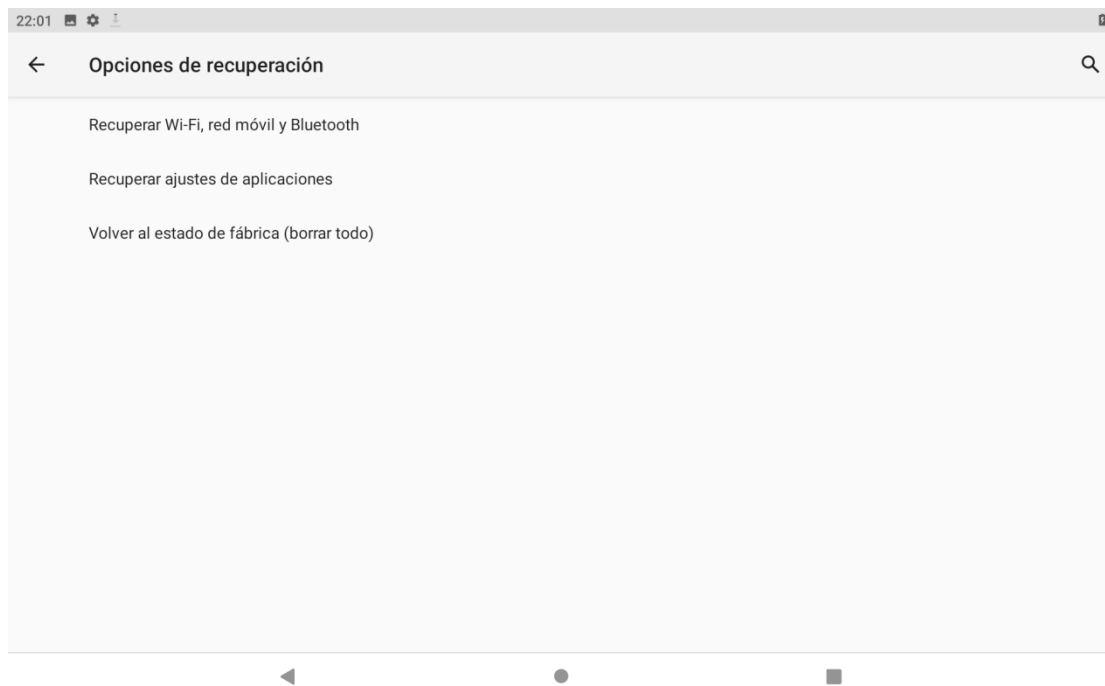 22:01
Opciones de recuperación
Recuperar Wi-Fi, red móvil y Bluetooth
Recuperar ajustes de aplicaciones
Volver al estado de fábrica (borrar todo)